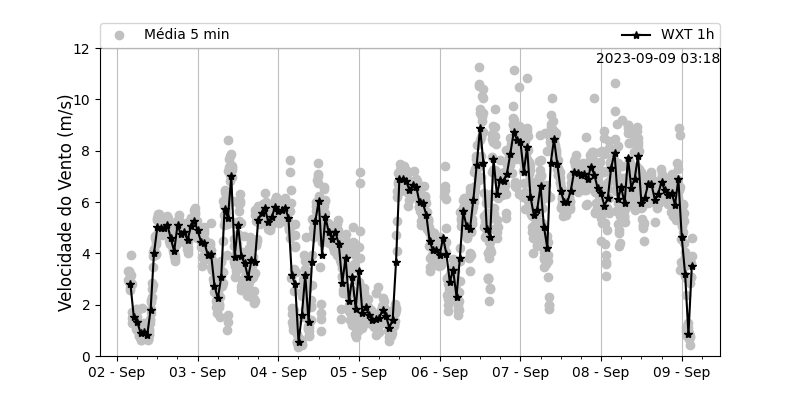 Média 5 min
WXT 1h
2023-09-09 03:18
Velocidade do Vento (m/s)
12
10
8
6
4
2
0
02 - Sep
03 - Sep
04 - Sep
05 - Sep
06 - Sep
07 - Sep
08 - Sep
09 - Sep